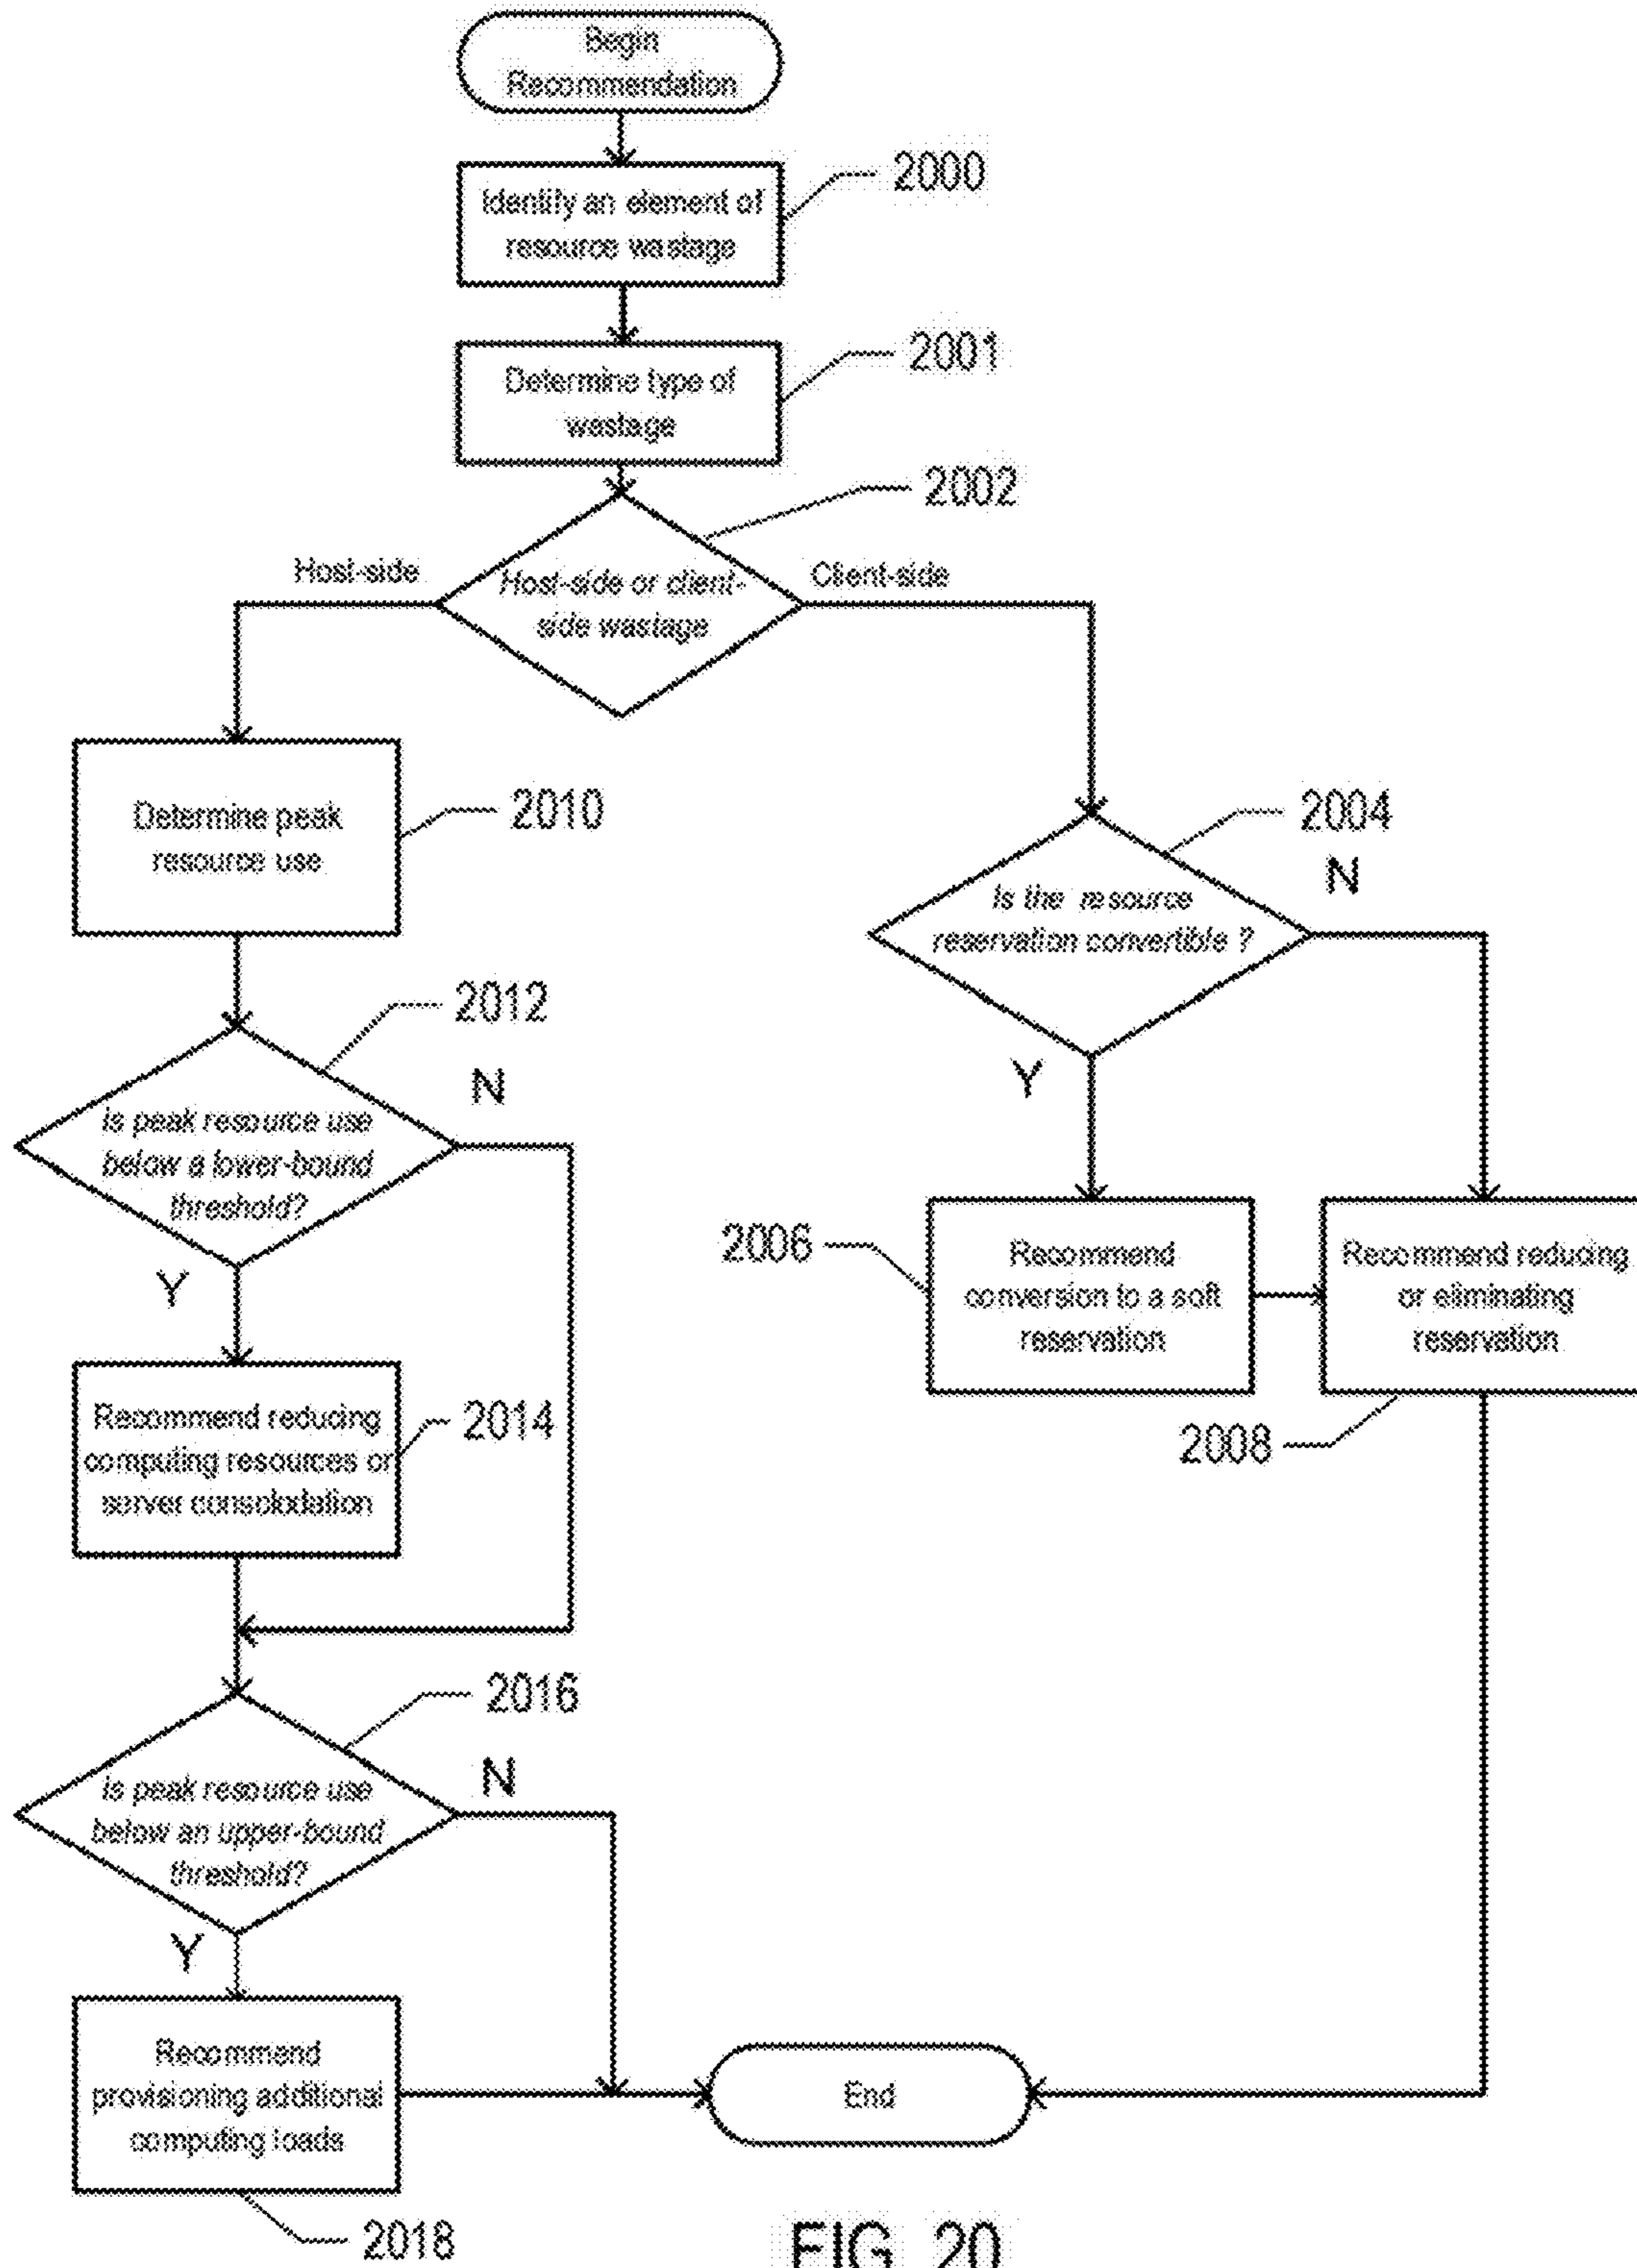 Begin
Recommendation
2000
Identify an element of
resource wastage
2001
Determine type of
wastage
2002
Host-side
Host-side or client-
side wastage
Client-side
Determine peak
resource use
2010
2004
Is the resource
reservation convertible ?
N
Y
2012
Is peak resource use
below a lower-bound
threshold?
N
Y
2006
Recommend
conversion to a soft
reservation
Recommend reducing
or eliminating
reservation
2008
Recommend reducing
computing resources or
server consolodation
2014
2016
Is peak resource use
below an upper-bound
threshold?
N
Y
Recommend
provisioning additional
computing loads
2018
End
FIG. 20